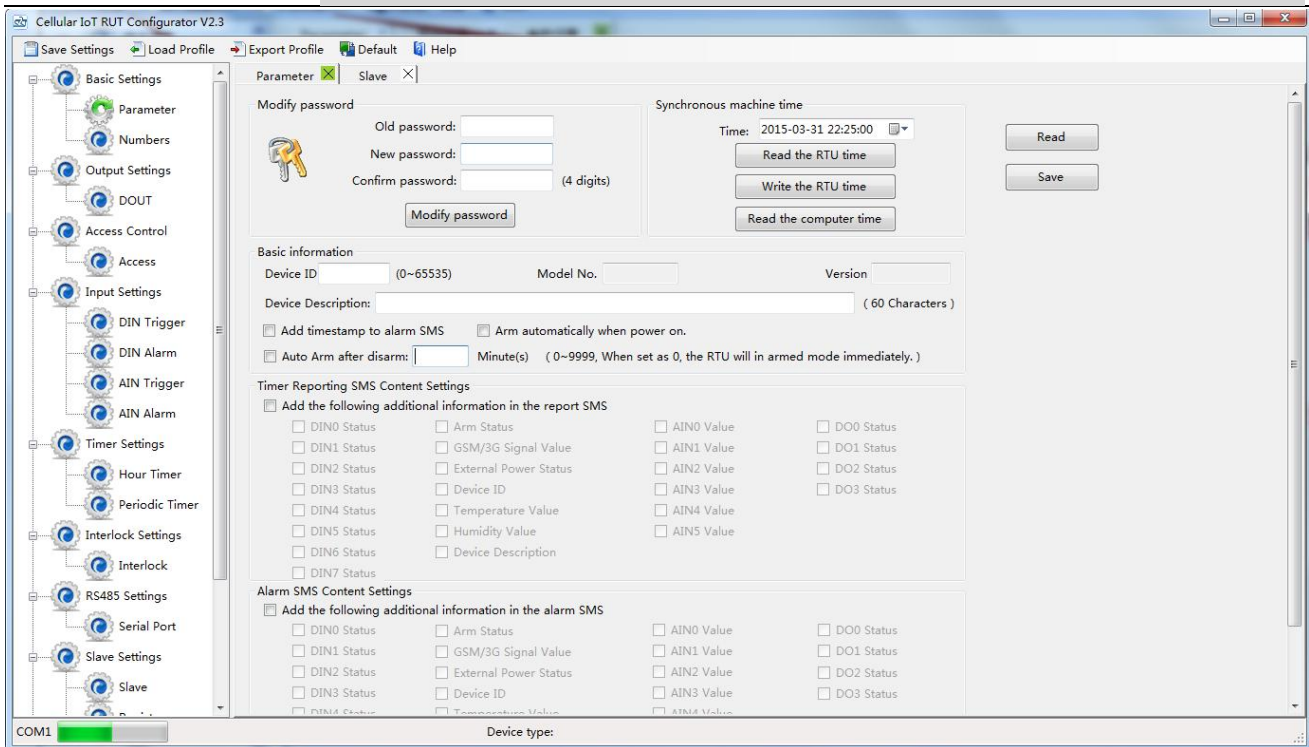 Cellular IoT RUT Configurator V2.3
Save Settings Load Profile Export Profile Default Help
Basic Settings
Parameter
Numbers
Output Settings
DOUT
Access Control
Access
Input Settings
DIN Trigger
DIN Alarm
AIN Trigger
AIN Alarm
Timer Settings
Hour Timer
Periodic Timer
Interlock Settings
Interlock
RS485 Settings
Serial Port
Slave Settings
Slave
Parameter Slave
Modify password
Old password:
New password:
Confirm password: (4 digits)
Modify password
Synchronous machine time
Time: 2015-03-31 22:25:00
Read the RTU time
Write the RTU time
Read the computer time
Read
Save
Basic information
Device ID (0~65535) Model No. Version
Device Description: ( 60 Characters )
Add timestamp to alarm SMS Arm automatically when power on.
Auto Arm after disarm: Minute(s) ( 0~9999, When set as 0, the RTU will in armed mode immediately. )
Timer Reporting SMS Content Settings
Add the following additional information in the report SMS
DIN0 Status Arm Status AIN0 Value DO0 Status
DIN1 Status GSM/3G Signal Value AIN1 Value DO1 Status
DIN2 Status External Power Status AIN2 Value DO2 Status
DIN3 Status Device ID AIN3 Value DO3 Status
DIN4 Status Temperature Value AIN4 Value
DIN5 Status Humidity Value AIN5 Value
DIN6 Status Device Description
DIN7 Status
Alarm SMS Content Settings
Add the following additional information in the alarm SMS
DIN0 Status Arm Status AIN0 Value DO0 Status
DIN1 Status GSM/3G Signal Value AIN1 Value DO1 Status
DIN2 Status External Power Status AIN2 Value DO2 Status
DIN3 Status Device ID AIN3 Value DO3 Status
DIN4 Status Temperature Value AIN4 Value
COM1 Device type: